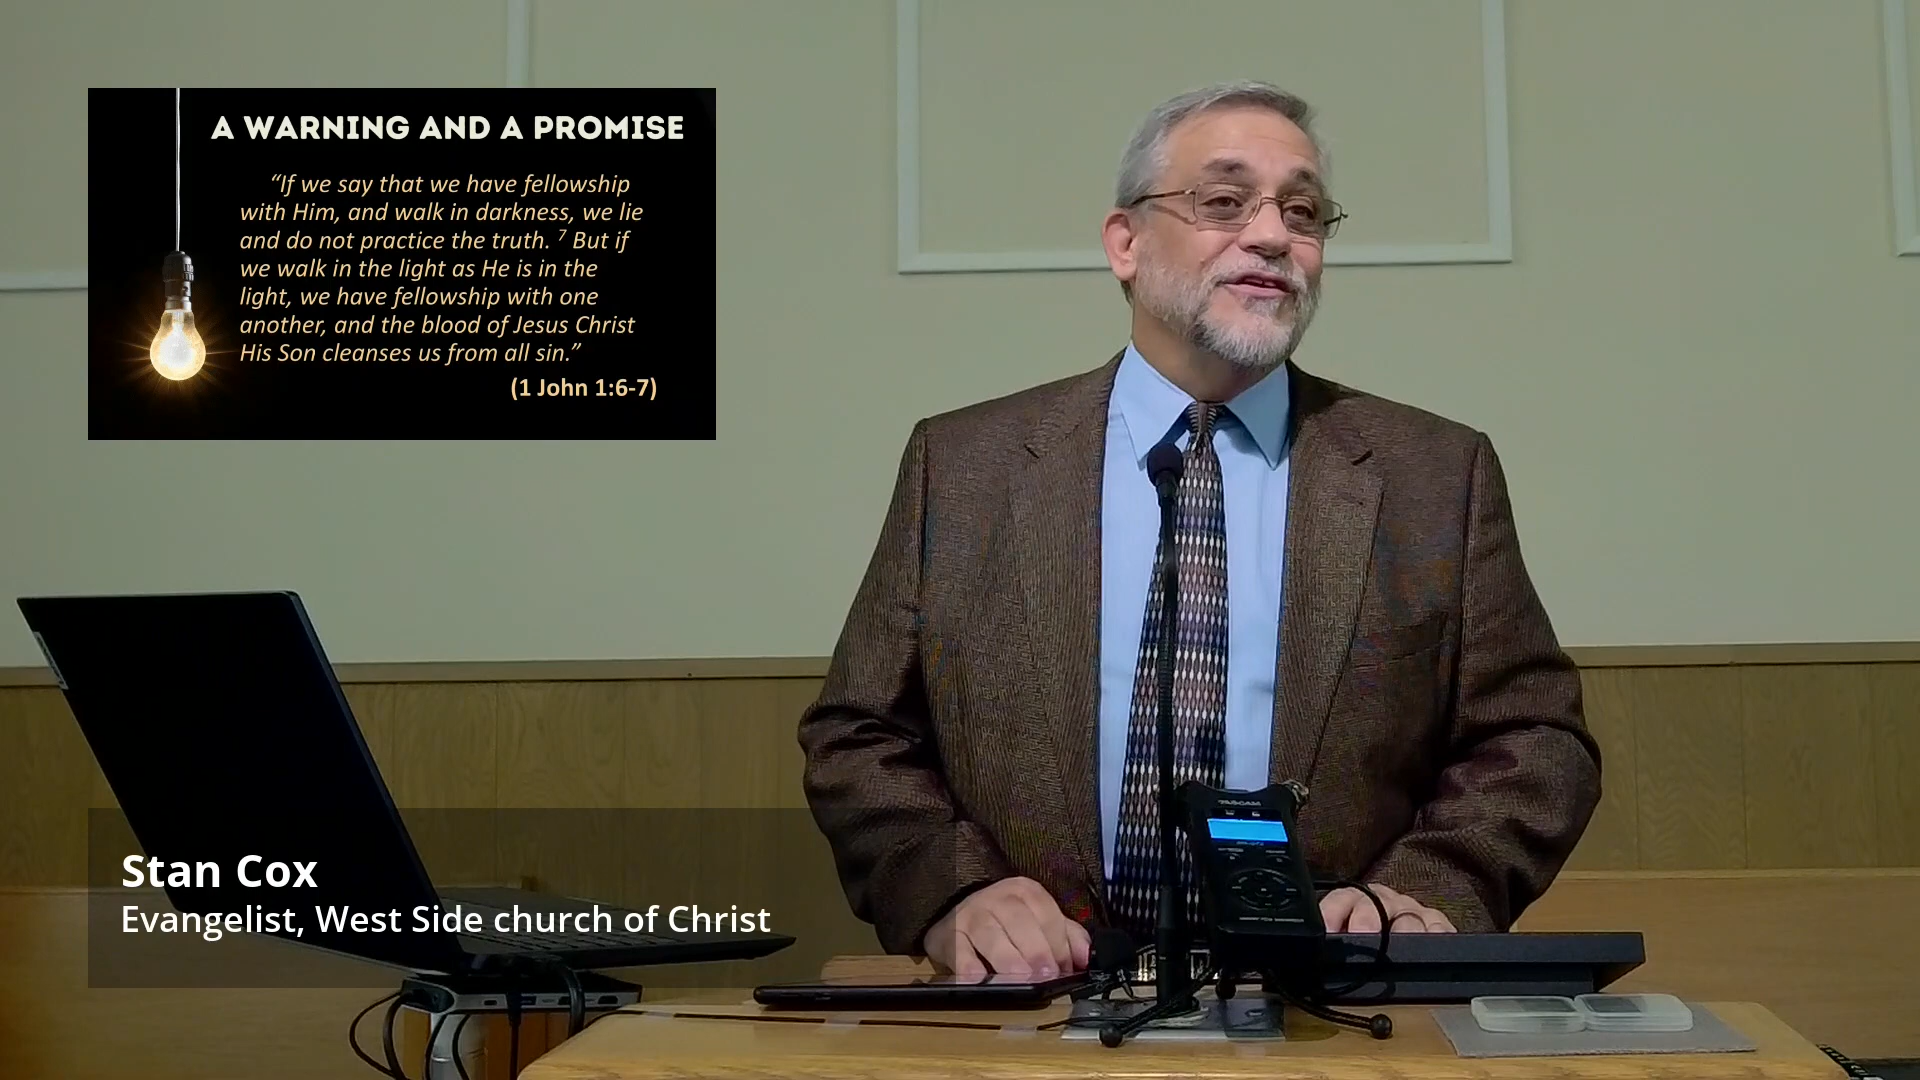 A WARNING AND A PROMISE
“If we say that we have fellowship
with Him, and walk in darkness, we lie
and do not practice the truth. ⁷ But if
we walk in the light as He is in the
light, we have fellowship with one
another, and the blood of Jesus Christ
His Son cleanses us from all sin.”
(1 John 1:6-7)
Stan Cox
Evangelist, West Side church of Christ
TASCAM